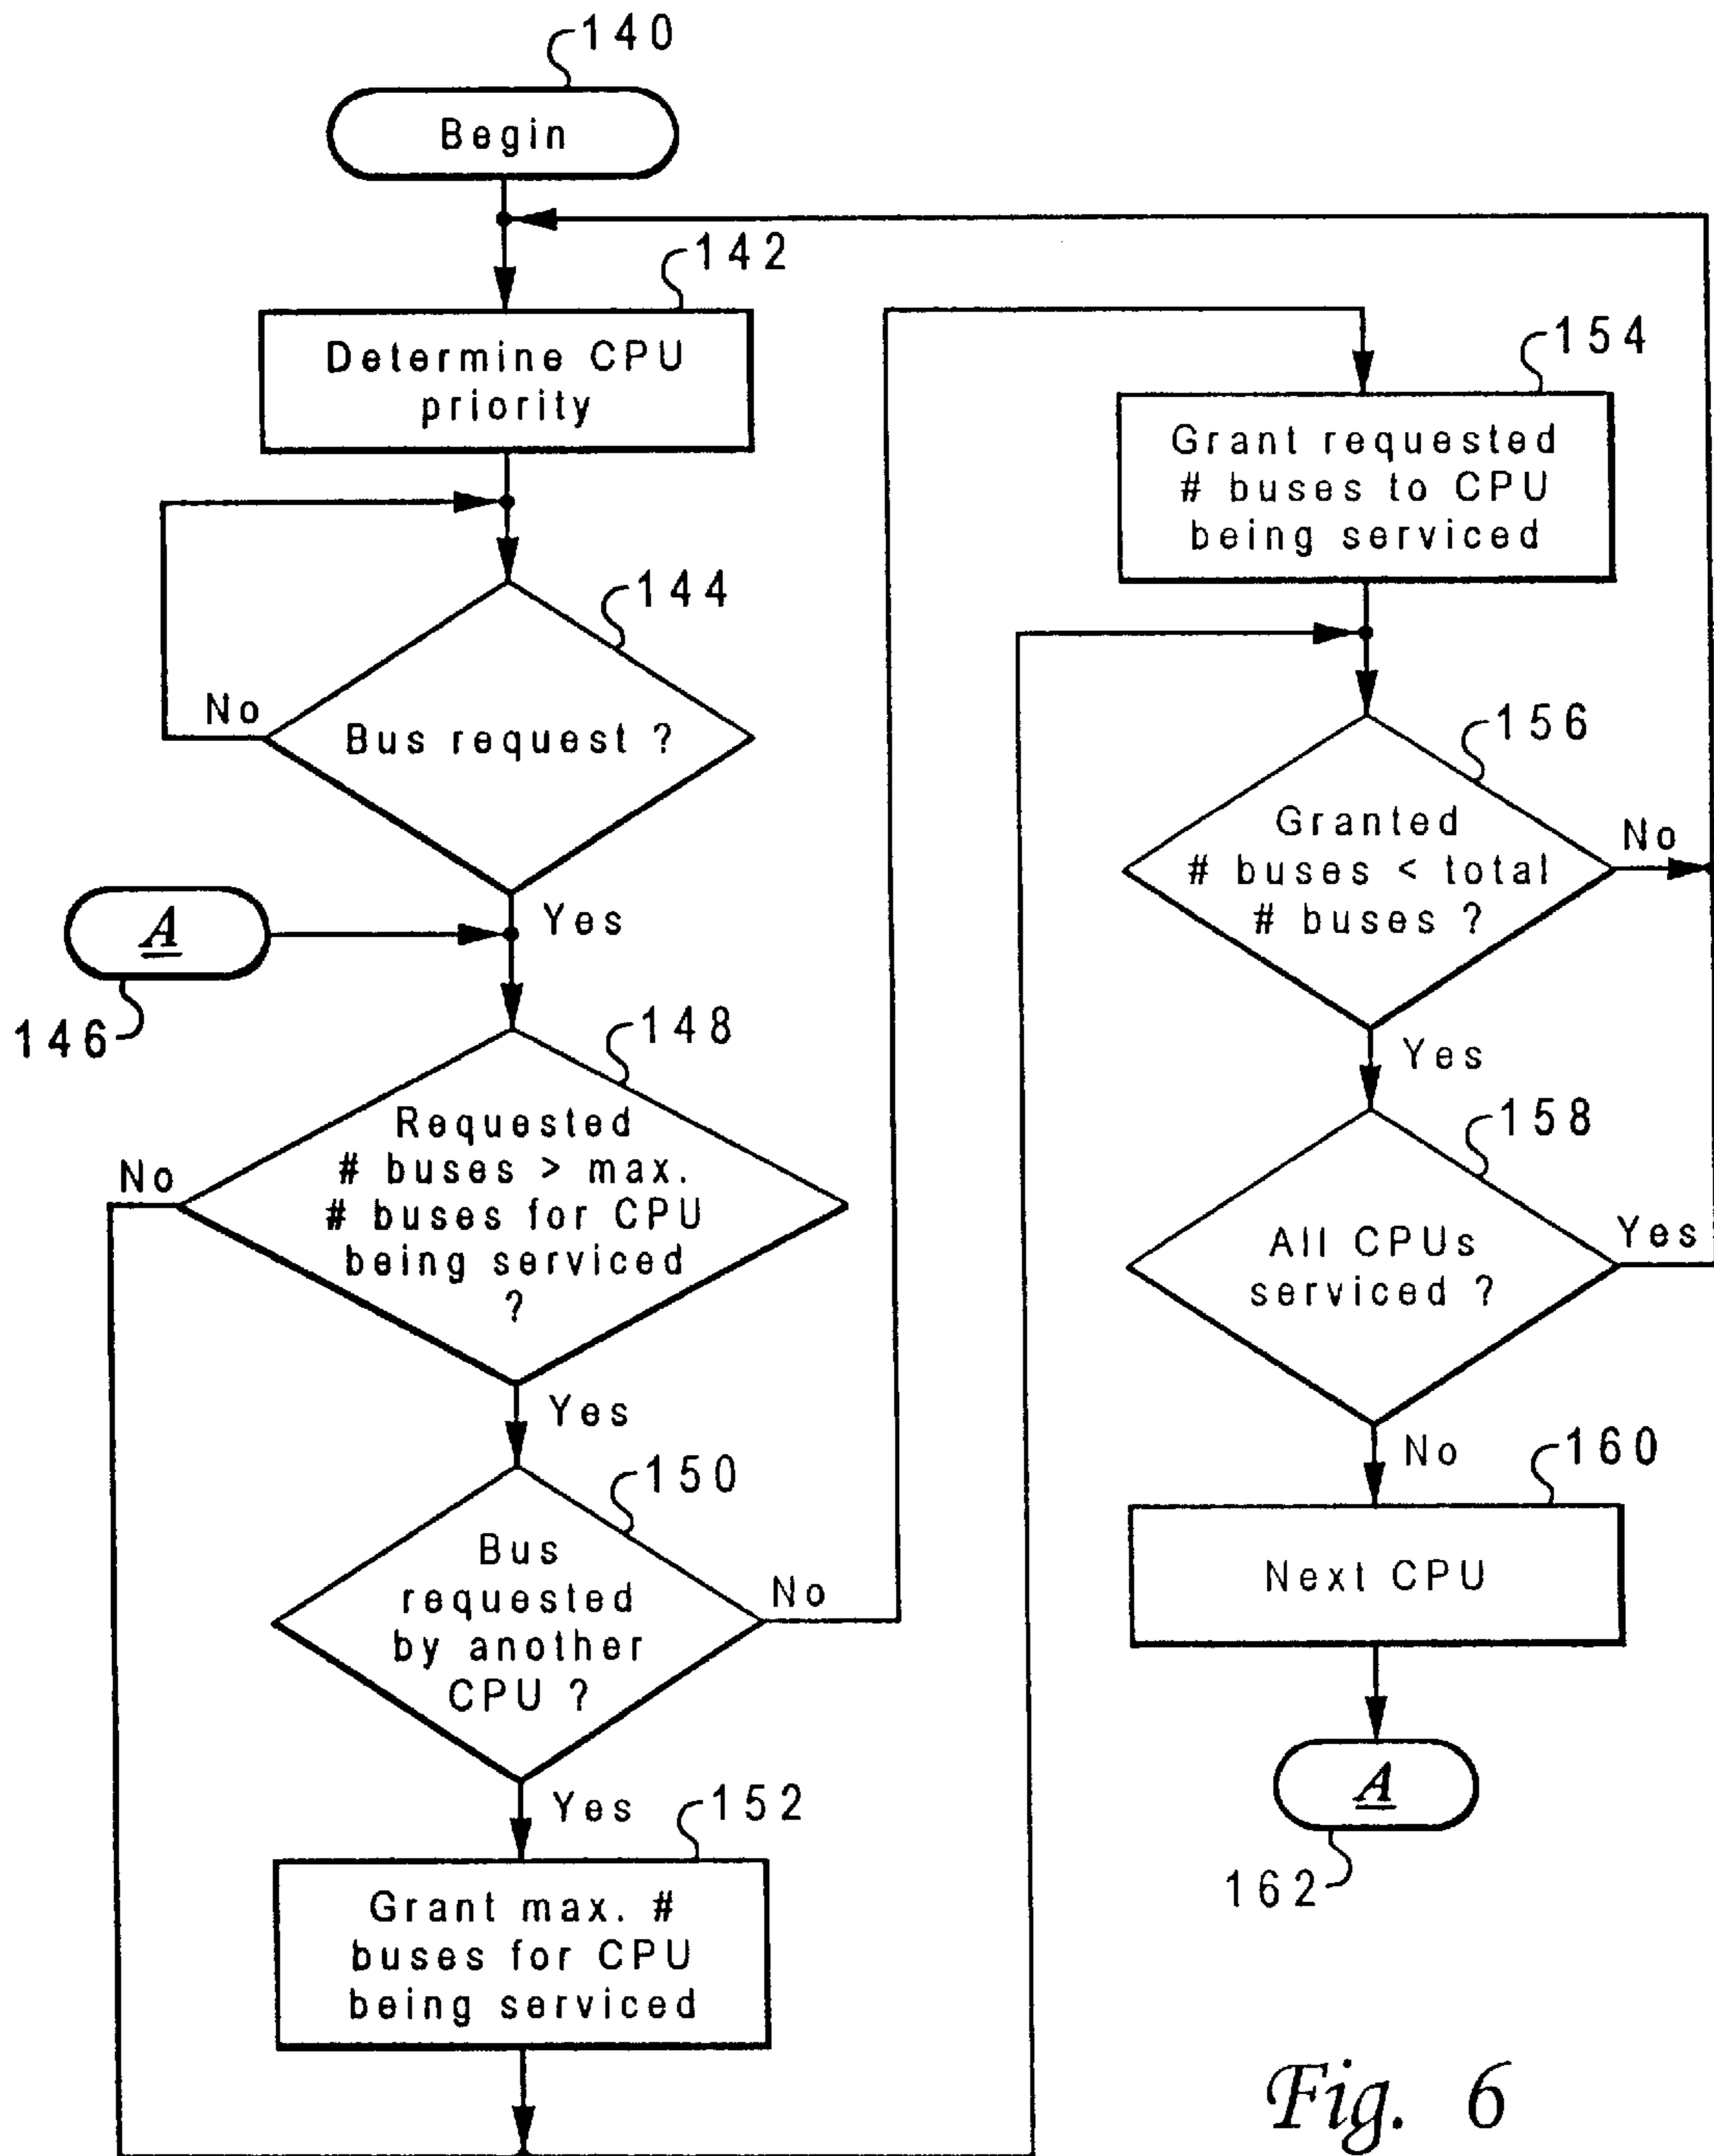 140
Begin
142
Determine CPU
priority
144
No
Bus request ?
Yes
A
146
148
No
Requested
# buses > max.
# buses for CPU
being serviced
?
Yes
150
Bus
requested
by another
CPU ?
No
Yes
152
Grant max. #
buses for CPU
being serviced
154
Grant requested
# buses to CPU
being serviced
156
Granted
# buses < total
# buses ?
No
Yes
158
All CPUs
serviced ?
Yes
No
160
Next CPU
A
162
Fig. 6